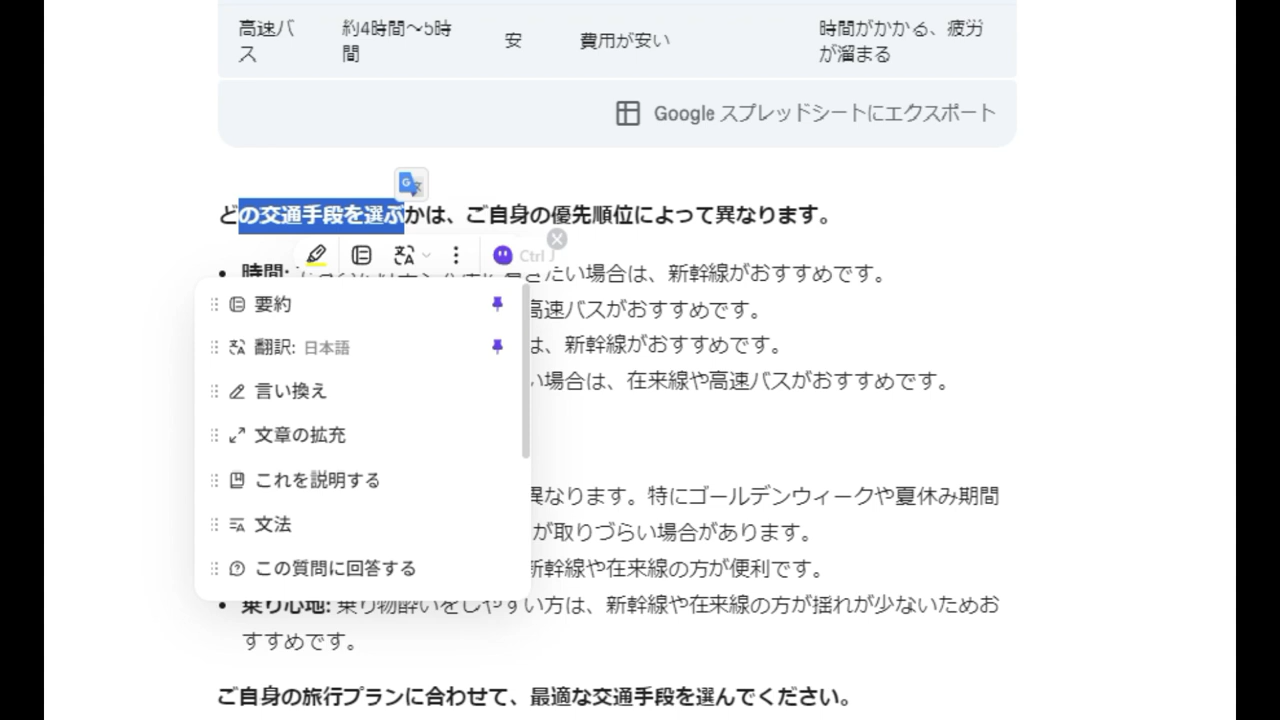 高速バス
約4時間～5時間
安
費用が安い
時間がかかる、疲労が溜まる
Google スプレッドシートにエクスポート
どの交通手段を選ぶかは、ご自身の優先順位によって異なります。
Ctrl J
時間:
たい場合は、新幹線がおすすめです。
要約
高速バスがおすすめです。
翻訳: 日本語
は、新幹線がおすすめです。
言い換え
い場合は、在来線や高速バスがおすすめです。
文章の拡充
これを説明する
異なります。特にゴールデンウィークや夏休み期間
文法
が取りづらい場合があります。
この質問に回答する
新幹線や在来線の方が便利です。
乗り心地: 乗り物酔いをしやすい方は、新幹線や在来線の方が揺れが少ないためお
すすめです。
ご自身の旅行プランに合わせて、最適な交通手段を選んでください。